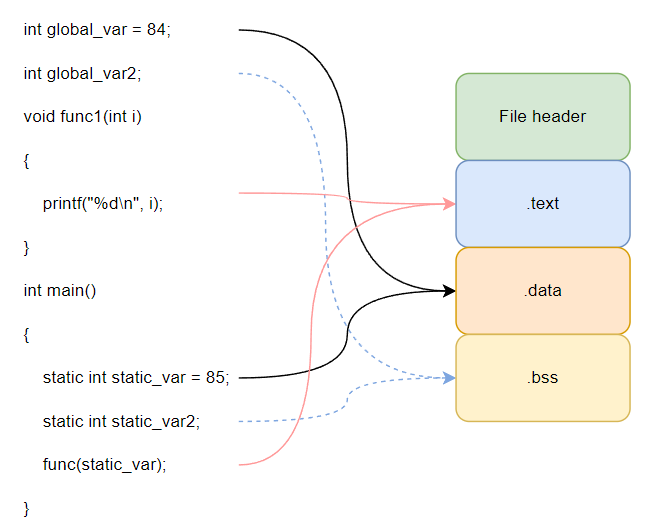 int global_var = 84;
int global_var2;
void func1(int i)
{
printf("%d\n", i);
}
int main()
{
static int static_var = 85;
static int static_var2;
func(static_var);
}
File header
.text
.data
.bss